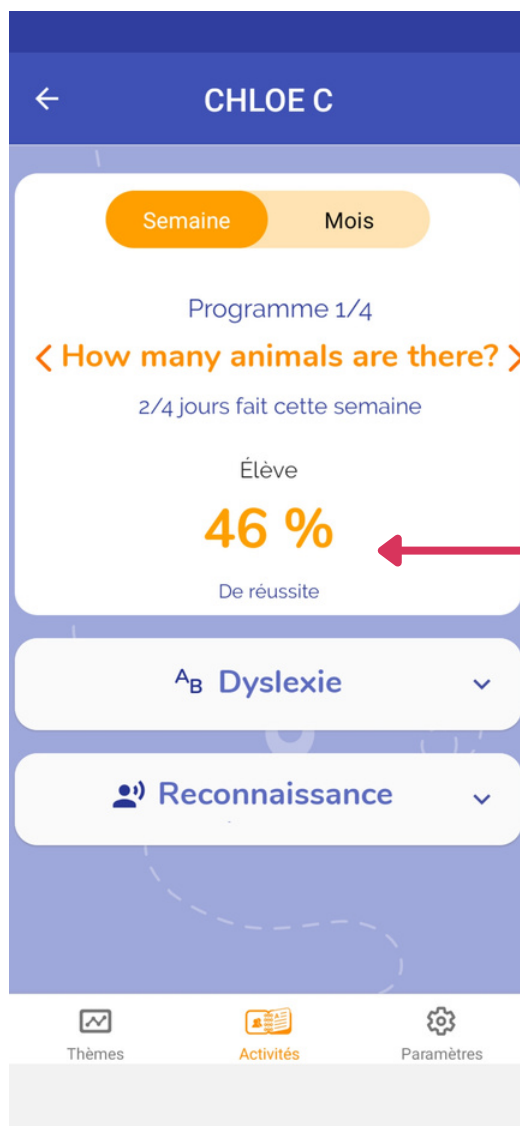 CHLOE C
Semaine Mois
Programme 1/4
How many animals are there?
2/4 jours fait cette semaine
Élève
46 %
De réussite
AB Dyslexie
Reconnaissance
Thèmes Activités Paramètres